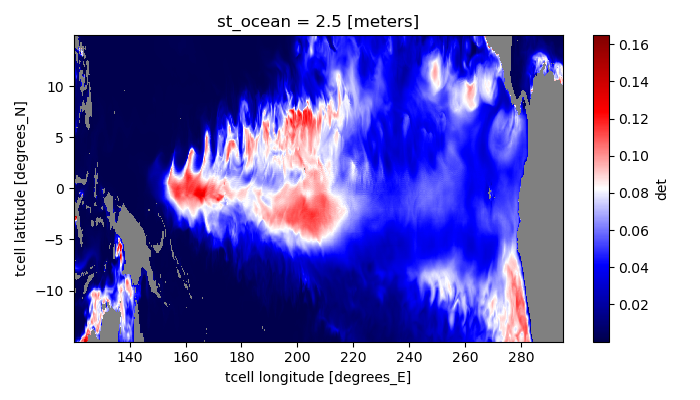 st_ocean = 2.5 [meters]
tcell latitude [degrees_N]
10
5
0
−5
−10
140 160 180 200 220 240 260 280
tcell longitude [degrees_E]
0.16
0.14
0.12
0.10
0.08
0.06
0.04
0.02
det